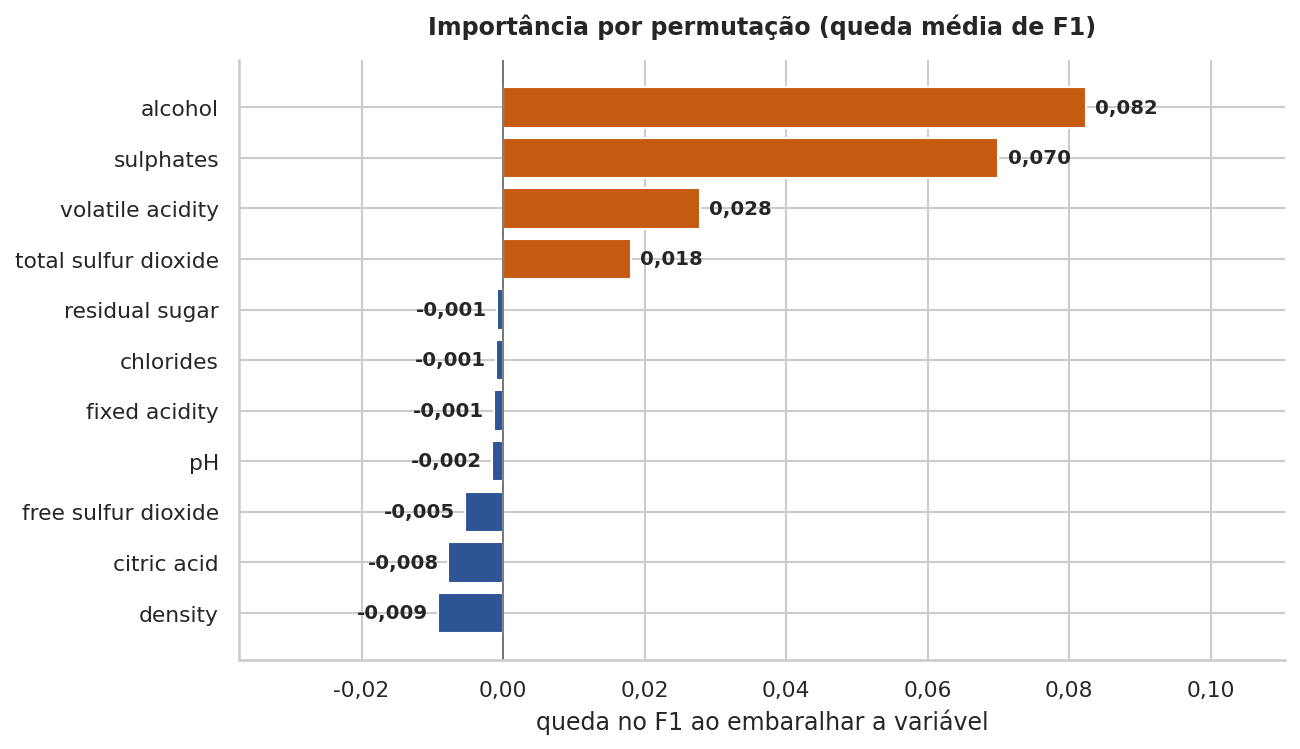 Importância por permutação (queda média de F1)
alcohol 0,082
sulphates 0,070
volatile acidity 0,028
total sulfur dioxide 0,018
residual sugar -0,001
chlorides -0,001
fixed acidity -0,001
pH -0,002
free sulfur dioxide -0,005
citric acid -0,008
density -0,009
-0,02 0,00 0,02 0,04 0,06 0,08 0,10
queda no F1 ao embaralhar a variável